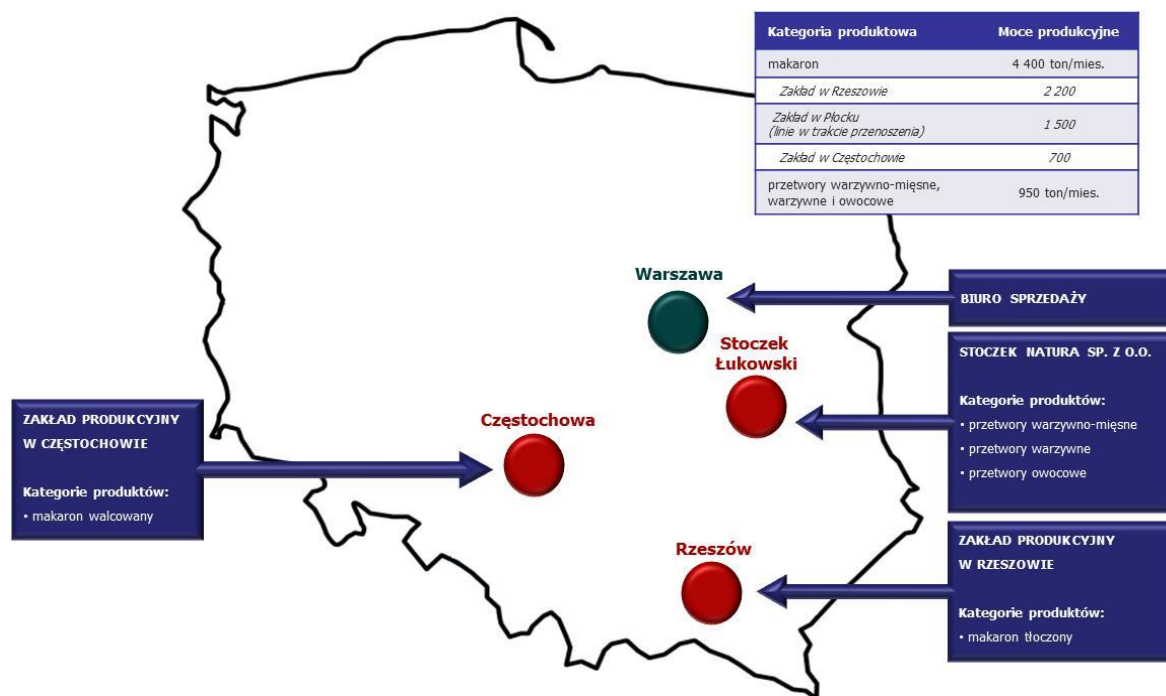 Kategoria produktowa Moce produkcyjne
makaron 4 400 ton/mies.
Zakład w Rzeszowie 2 200
Zakład w Płocku
(linie w trakcie przenoszenia) 1 500
Zakład w Częstochowie 700
przetwory warzywno-mięsne,
warzywne i owocowe 950 ton/mies.
Warszawa
BIURO SPRZEDAŻY
Stoczek
Łukowski
STOCZEK NATURA SP. Z O.O.
Kategorie produktów:
• przetwory warzywno-mięsne
• przetwory warzywne
• przetwory owocowe
ZAKŁAD PRODUKCYJNY
W CZĘSTOCHOWIE
Kategorie produktów:
• makaron walcowany
Częstochowa
Rzeszów
ZAKŁAD PRODUKCYJNY
W RZESZOWIE
Kategorie produktów:
• makaron tłoczony